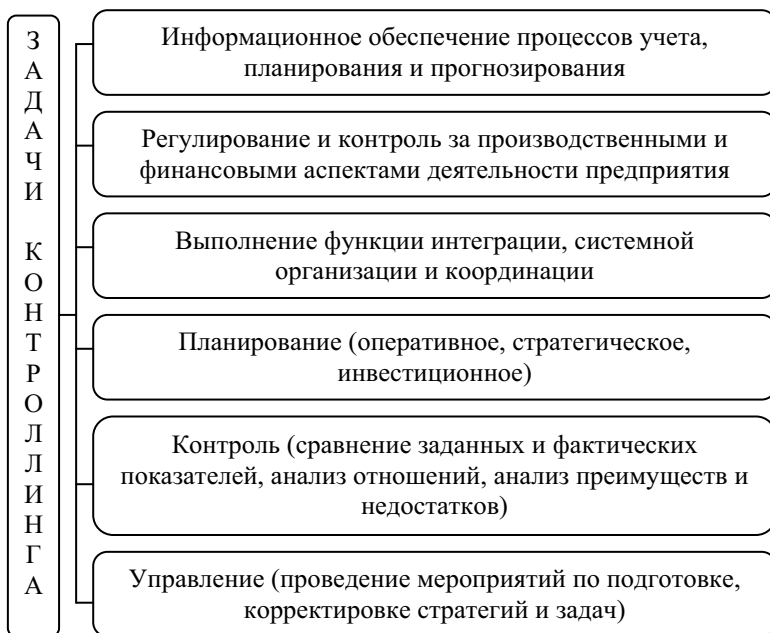 ЗАДАЧИ КОНТРОЛЛИНГА
Информационное обеспечение процессов учета,
планирования и прогнозирования
Регулирование и контроль за производственными и
финансовыми аспектами деятельности предприятия
Выполнение функции интеграции, системной
организации и координации
Планирование (оперативное, стратегическое,
инвестиционное)
Контроль (сравнение заданных и фактических
показателей, анализ отношений, анализ преимуществ и
недостатков)
Управление (проведение мероприятий по подготовке,
корректировке стратегий и задач)